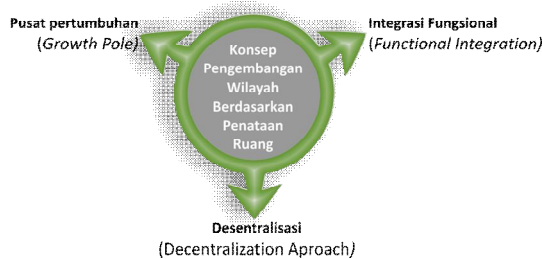 Pusat pertumbuhan
(Growth Pole)
Integrasi Fungsional
(Functional Integration)
Konsep
Pengembangan
Wilayah
Berdasarkan
Penataan
Ruang
Desentralisasi
(Decentralization Aproach)